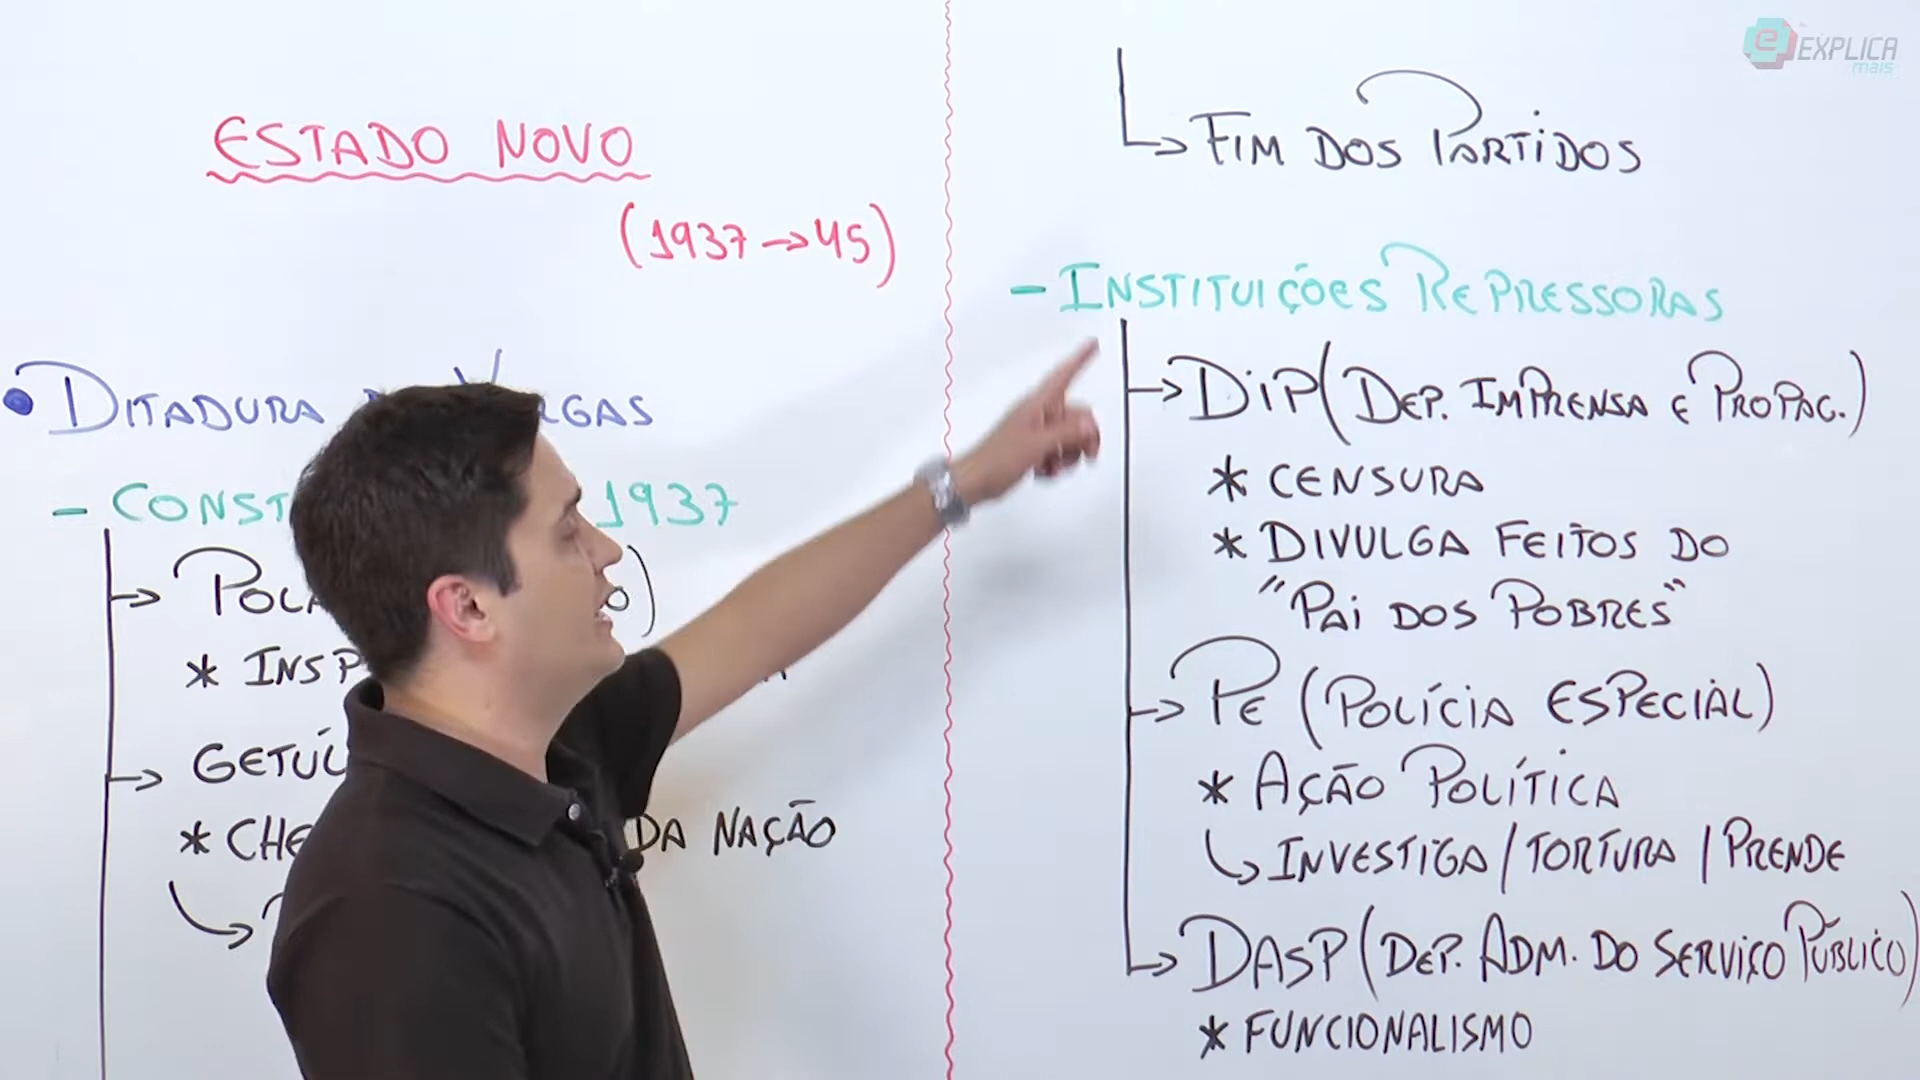 ESTADO NOVO
(1937→45)
• DITADURA
- CONST 1937
→
* INSP
→ GETÚL
* CHE DA NAÇÃO
↳
↳ FIM DOS PARTIDOS
- INSTITUIÇÕES REPRESSORAS
→ DIP (DEP. IMPRENSA E PROPAG.)
* CENSURA
* DIVULGA FEITOS DO
"PAI DOS POBRES"
→ PE (POLÍCIA ESPECIAL)
* AÇÃO POLÍTICA
↳ INVESTIGA/TORTURA/PRENDE
→ DASP (DEP. ADM. DO SERVIÇO PÚBLICO)
* FUNCIONALISMO
e EXPLICA
mais